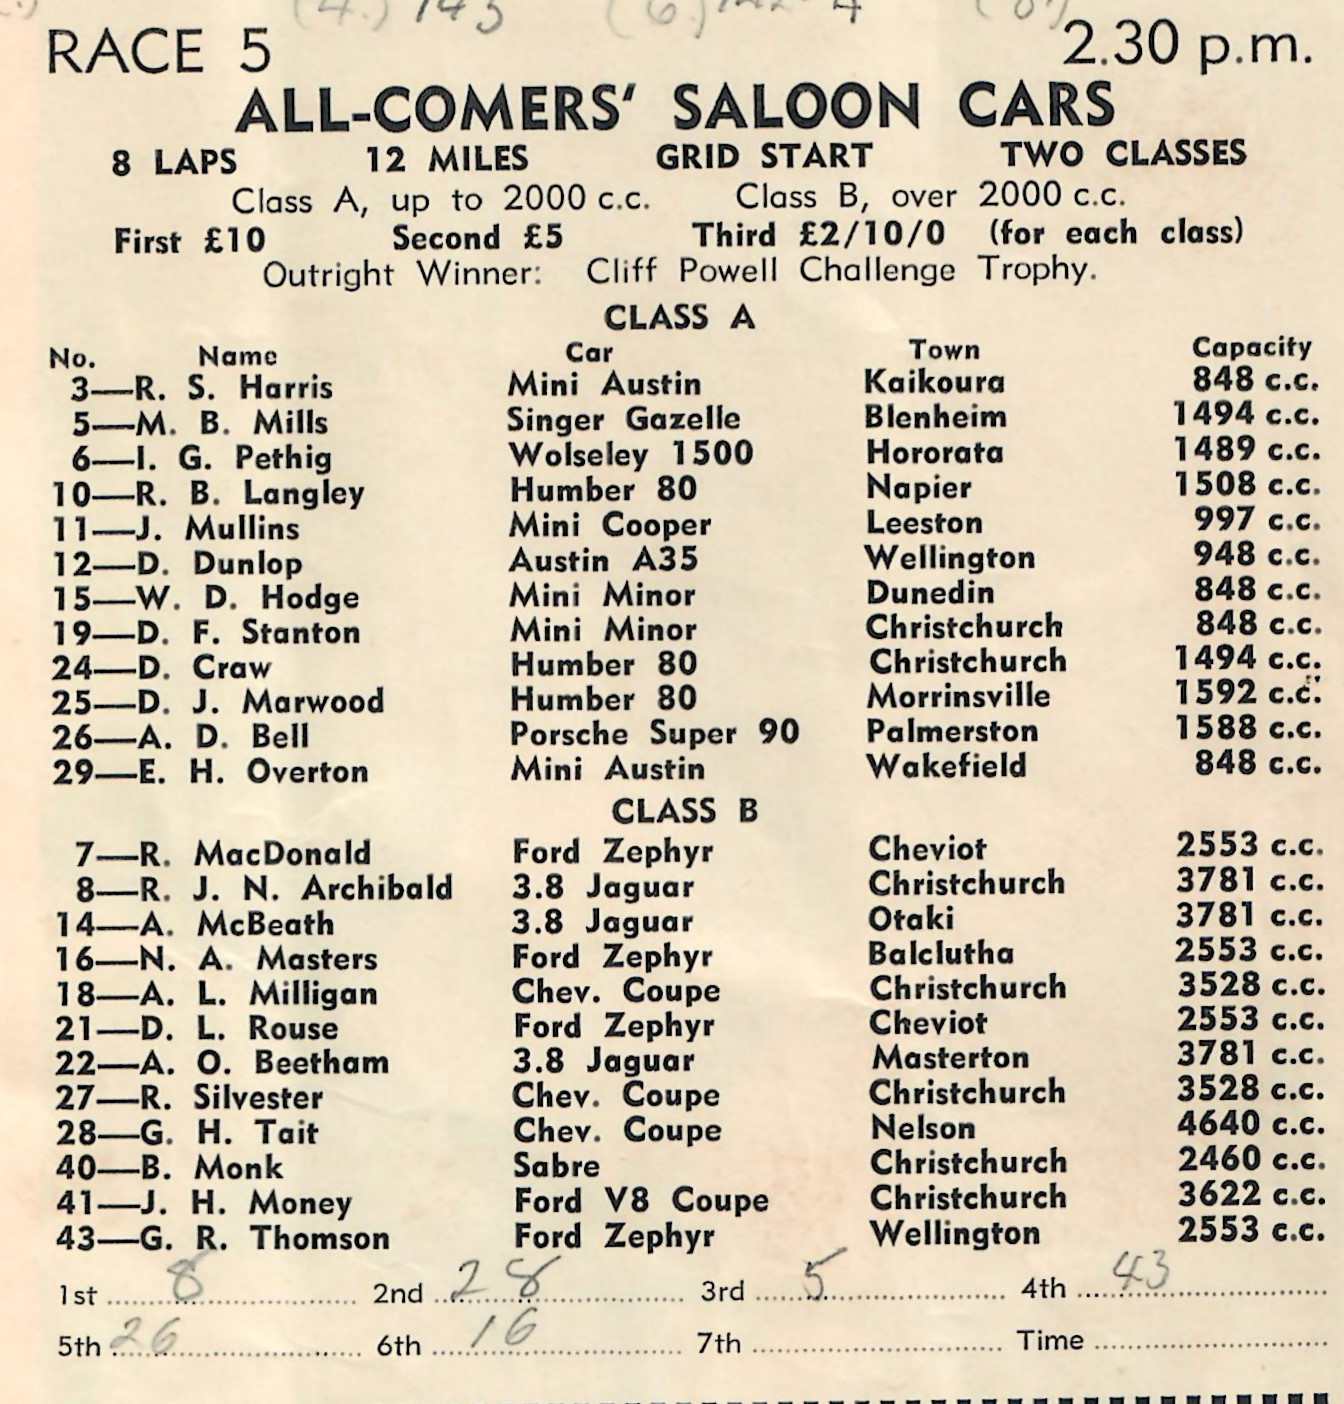 (4.) 143 (6.)
RACE 5 2.30 p.m.
ALL-COMERS' SALOON CARS
8 LAPS 12 MILES GRID START TWO CLASSES
Class A, up to 2000 c.c. Class B, over 2000 c.c.
First £10 Second £5 Third £2/10/0 (for each class)
Outright Winner: Cliff Powell Challenge Trophy.
CLASS A
No. Name Car Town Capacity
3—R. S. Harris Mini Austin Kaikoura 848 c.c.
5—M. B. Mills Singer Gazelle Blenheim 1494 c.c.
6—I. G. Pethig Wolseley 1500 Hororata 1489 c.c.
10—R. B. Langley Humber 80 Napier 1508 c.c.
11—J. Mullins Mini Cooper Leeston 997 c.c.
12—D. Dunlop Austin A35 Wellington 948 c.c.
15—W. D. Hodge Mini Minor Dunedin 848 c.c.
19—D. F. Stanton Mini Minor Christchurch 848 c.c.
24—D. Craw Humber 80 Christchurch 1494 c.c.
25—D. J. Marwood Humber 80 Morrinsville 1592 c.c.
26—A. D. Bell Porsche Super 90 Palmerston 1588 c.c.
29—E. H. Overton Mini Austin Wakefield 848 c.c.
CLASS B
7—R. MacDonald Ford Zephyr Cheviot 2553 c.c.
8—R. J. N. Archibald 3.8 Jaguar Christchurch 3781 c.c.
14—A. McBeath 3.8 Jaguar Otaki 3781 c.c.
16—N. A. Masters Ford Zephyr Balclutha 2553 c.c.
18—A. L. Milligan Chev. Coupe Christchurch 3528 c.c.
21—D. L. Rouse Ford Zephyr Cheviot 2553 c.c.
22—A. O. Beetham 3.8 Jaguar Masterton 3781 c.c.
27—R. Silvester Chev. Coupe Christchurch 3528 c.c.
28—G. H. Tait Chev. Coupe Nelson 4640 c.c.
40—B. Monk Sabre Christchurch 2460 c.c.
41—J. H. Money Ford V8 Coupe Christchurch 3622 c.c.
43—G. R. Thomson Ford Zephyr Wellington 2553 c.c.
1st 8 2nd 28 3rd 5 4th 43
5th 26 6th 16 7th Time